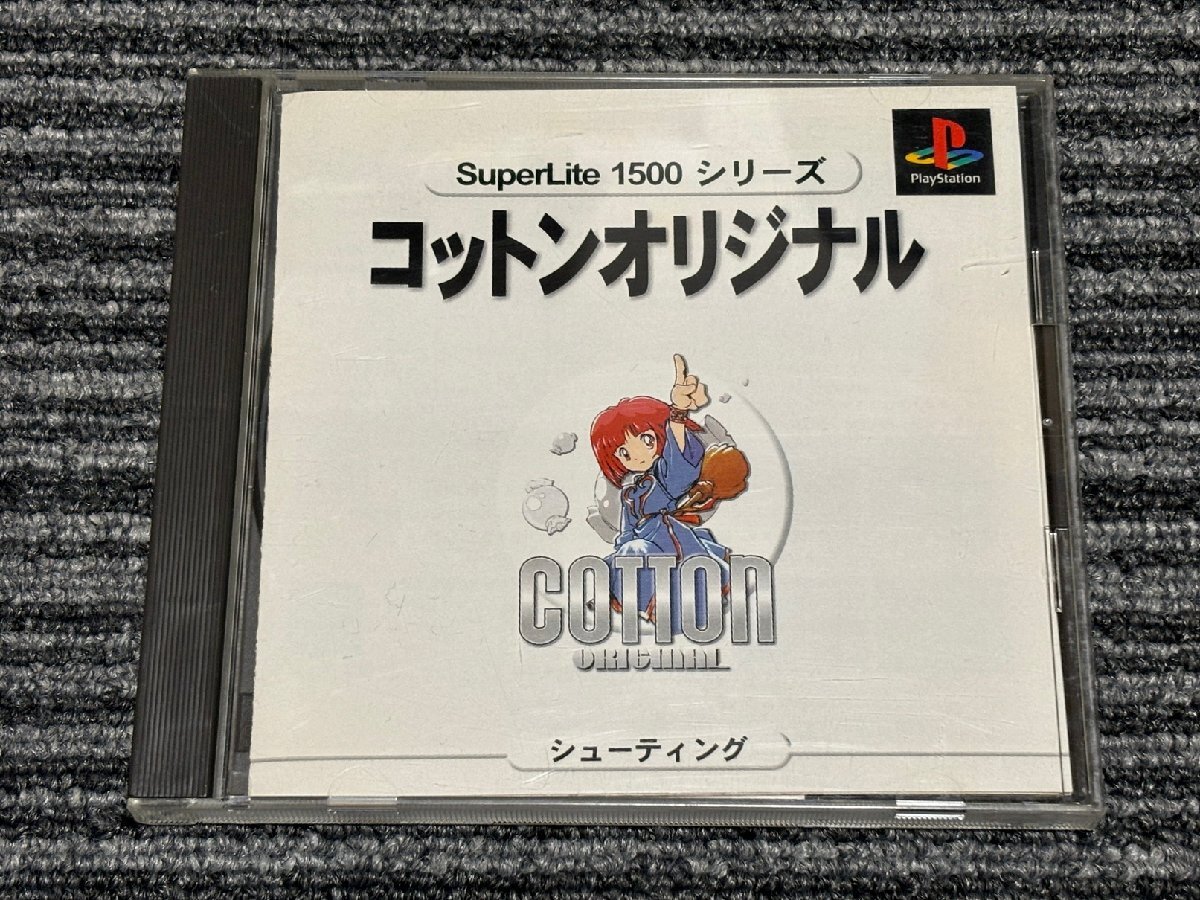 SuperLite 1500 シリーズ
PlayStation
コットンオリジナル
COTTON
ORIGINAL
シューティング